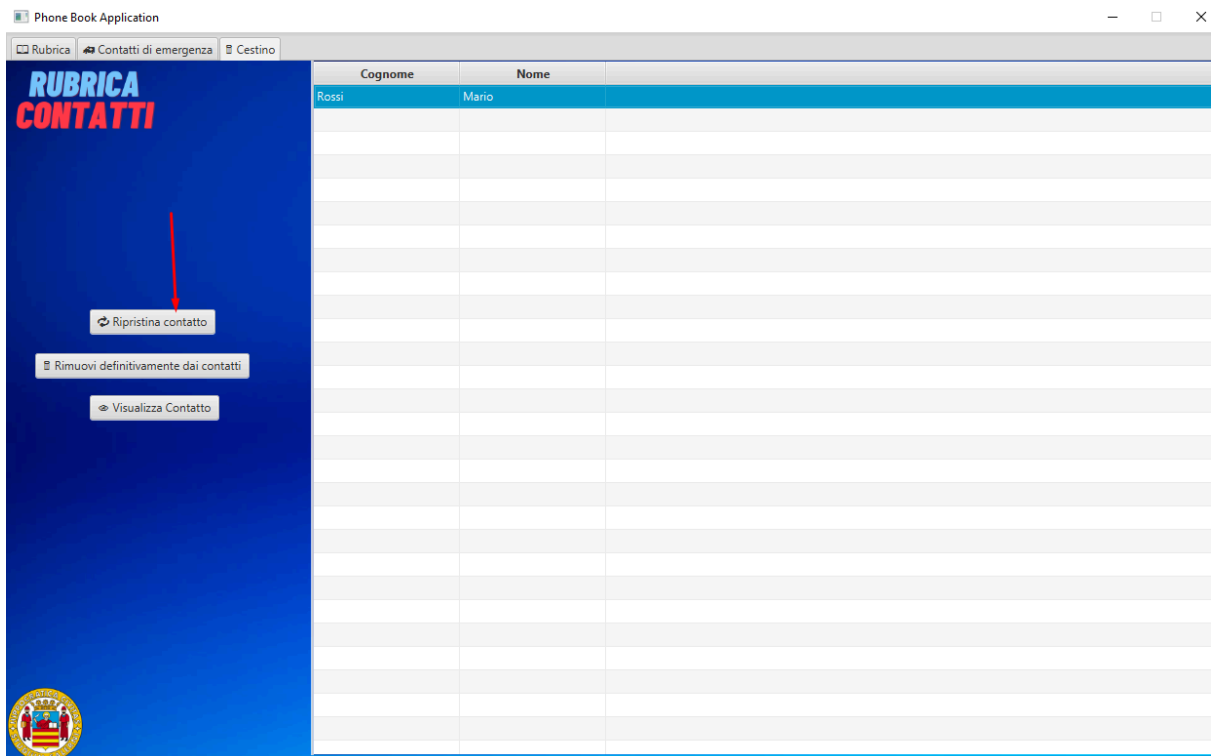 Phone Book Application
Rubrica Contatti di emergenza Cestino
RUBRICA
CONTATTI
Cognome Nome
Rossi Mario
Ripristina contatto
Rimuovi definitivamente dai contatti
Visualizza Contatto